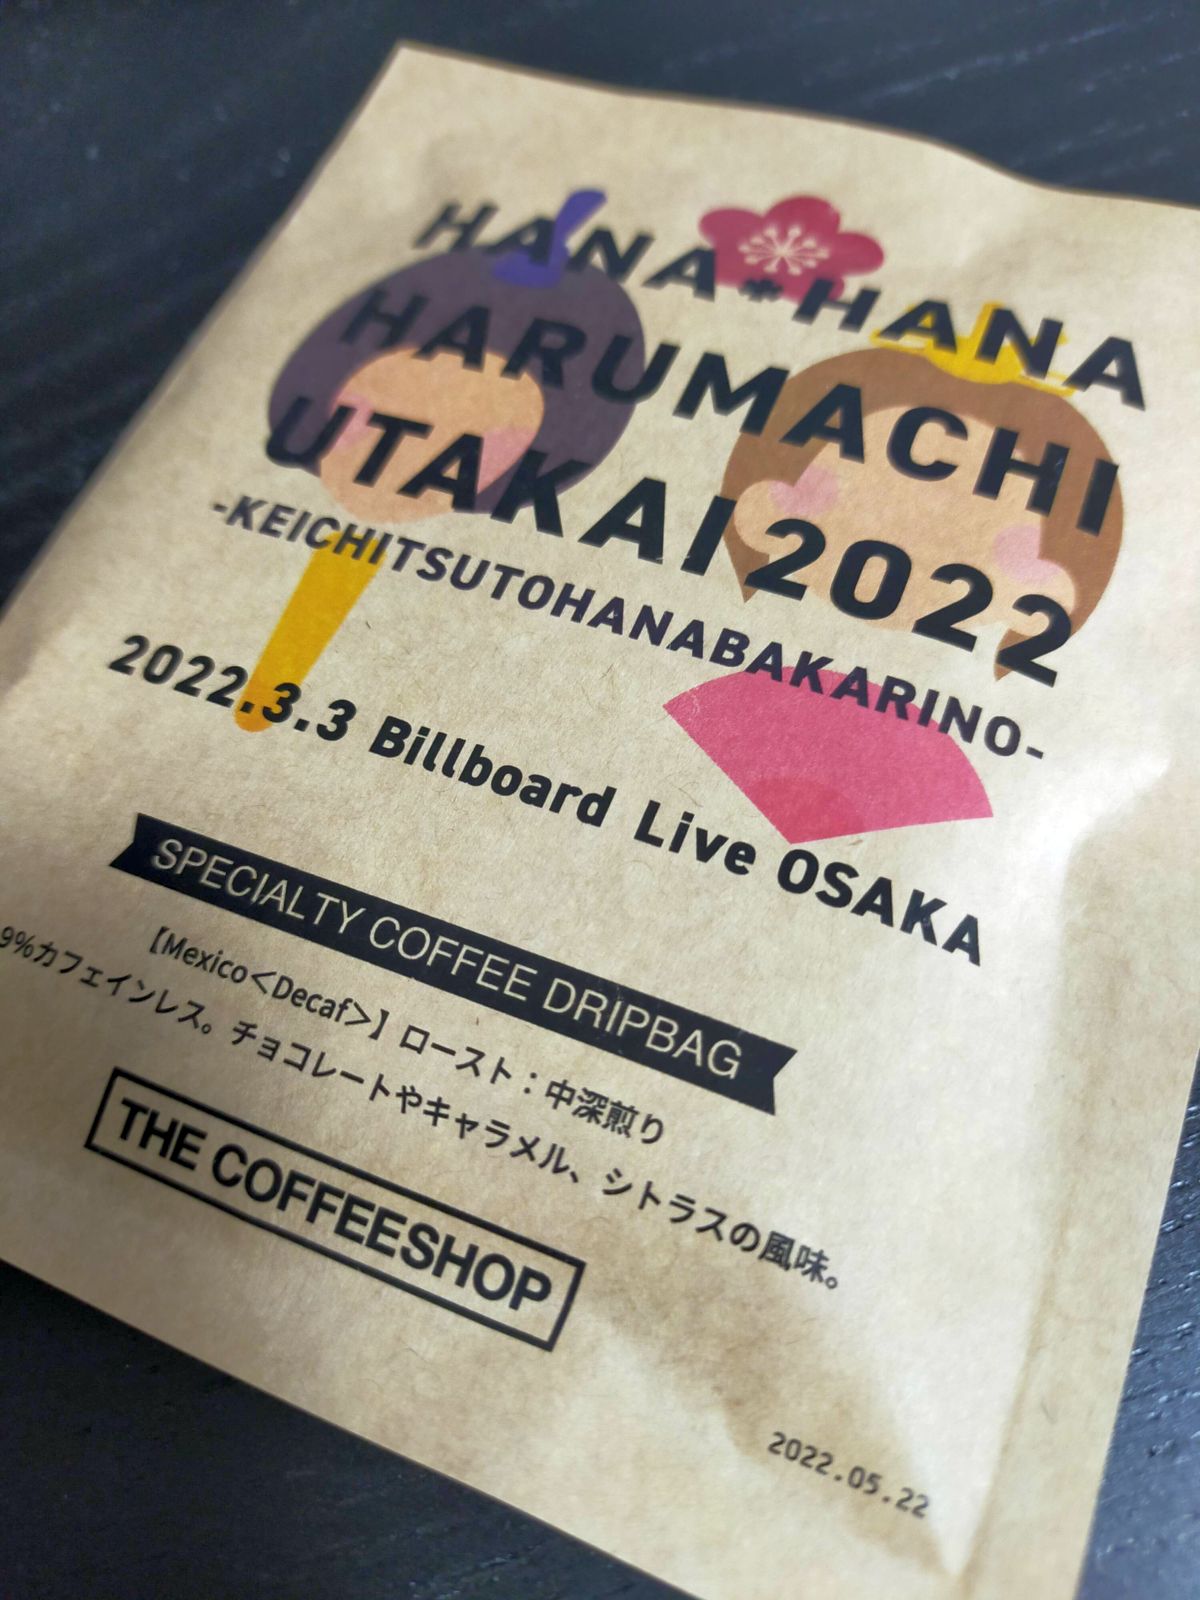 HANA*HANA
HARUMACHI
UTAKAI 2022
-KEICHITSUTOHANABAKARINO-
2022.3.3 Billboard Live OSAKA
SPECIALTY COFFEE DRIPBAG
【Mexico<Decaf>】ロースト：中深煎り
9%カフェインレス。チョコレートやキャラメル、シトラスの風味。
THE COFFEESHOP
2022.05.22